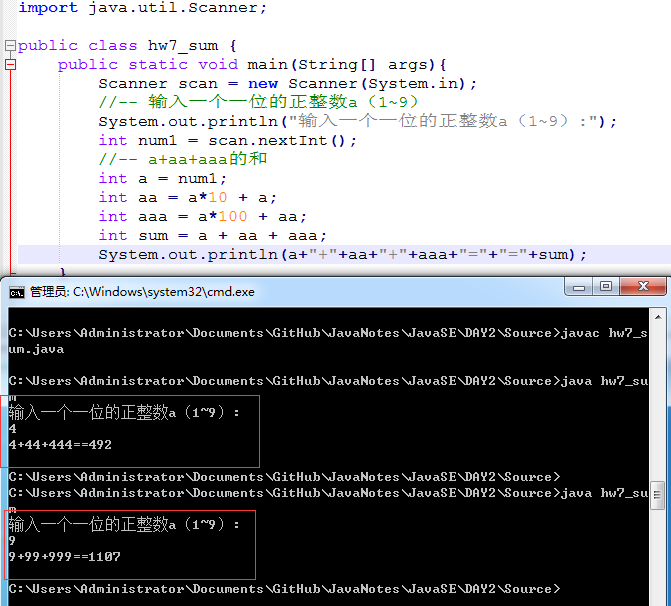 import java.util.Scanner;
public class hw7_sum {
public static void main(String[] args){
Scanner scan = new Scanner(System.in);
//-- 输入一个一位的正整数a（1~9）
System.out.println("输入一个一位的正整数a（1~9）:");
int num1 = scan.nextInt();
//-- a+aa+aaa的和
int a = num1;
int aa = a*10 + a;
int aaa = a*100 + aa;
int sum = a + aa + aaa;
System.out.println(a+"+"+aa+"+"+aaa+"="+"="+sum);
}
管理员: C:\Windows\system32\cmd.exe
C:\Users\Administrator\Documents\GitHub\JavaNotes\JavaSE\DAY2\Source>javac hw7_s
um.java
C:\Users\Administrator\Documents\GitHub\JavaNotes\JavaSE\DAY2\Source>java hw7_su
m
输入一个一位的正整数a（1~9）:
4
4+44+444==492
C:\Users\Administrator\Documents\GitHub\JavaNotes\JavaSE\DAY2\Source>
C:\Users\Administrator\Documents\GitHub\JavaNotes\JavaSE\DAY2\Source>java hw7_su
m
输入一个一位的正整数a（1~9）:
9
9+99+999==1107
C:\Users\Administrator\Documents\GitHub\JavaNotes\JavaSE\DAY2\Source>